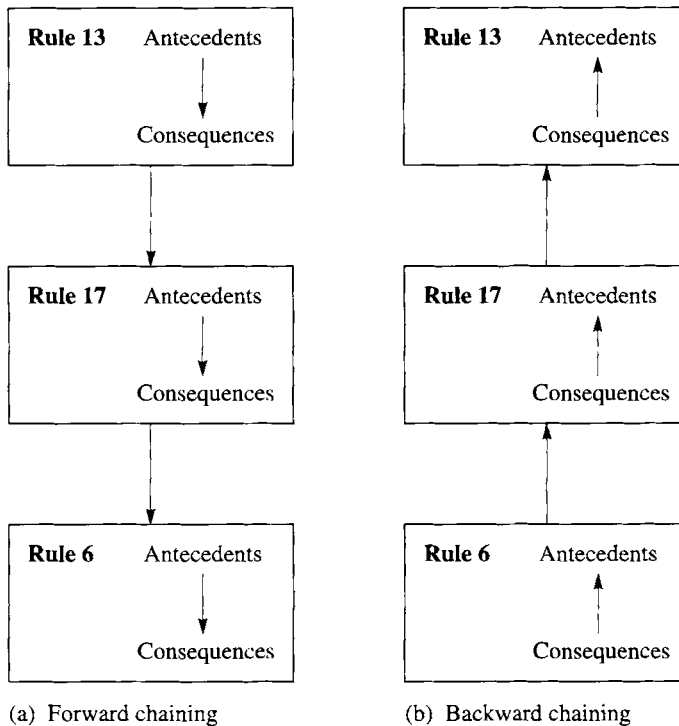 Rule 13 Antecedents
Consequences
Rule 17 Antecedents
Consequences
Rule 6 Antecedents
Consequences
(a) Forward chaining
Rule 13 Antecedents
Consequences
Rule 17 Antecedents
Consequences
Rule 6 Antecedents
Consequences
(b) Backward chaining